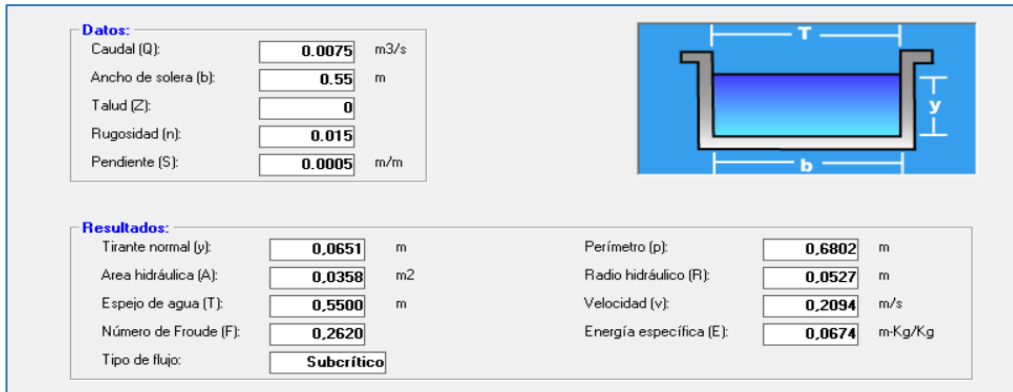 Datos:
Caudal (Q): 0.0075 m3/s
Ancho de solera (b): 0.55 m
Talud (Z): 0
Rugosidad (n): 0.015
Pendiente (S): 0.0005 m/m
T
y
b
Resultados:
Tirante normal (y): 0,0651 m Perímetro (p): 0,6802 m
Area hidráulica (A): 0,0358 m2 Radio hidráulico (R): 0,0527 m
Espejo de agua (T): 0,5500 m Velocidad (v): 0,2094 m/s
Número de Froude (F): 0,2620 Energía específica (E): 0,0674 m-Kg/Kg
Tipo de flujo: Subcrítico